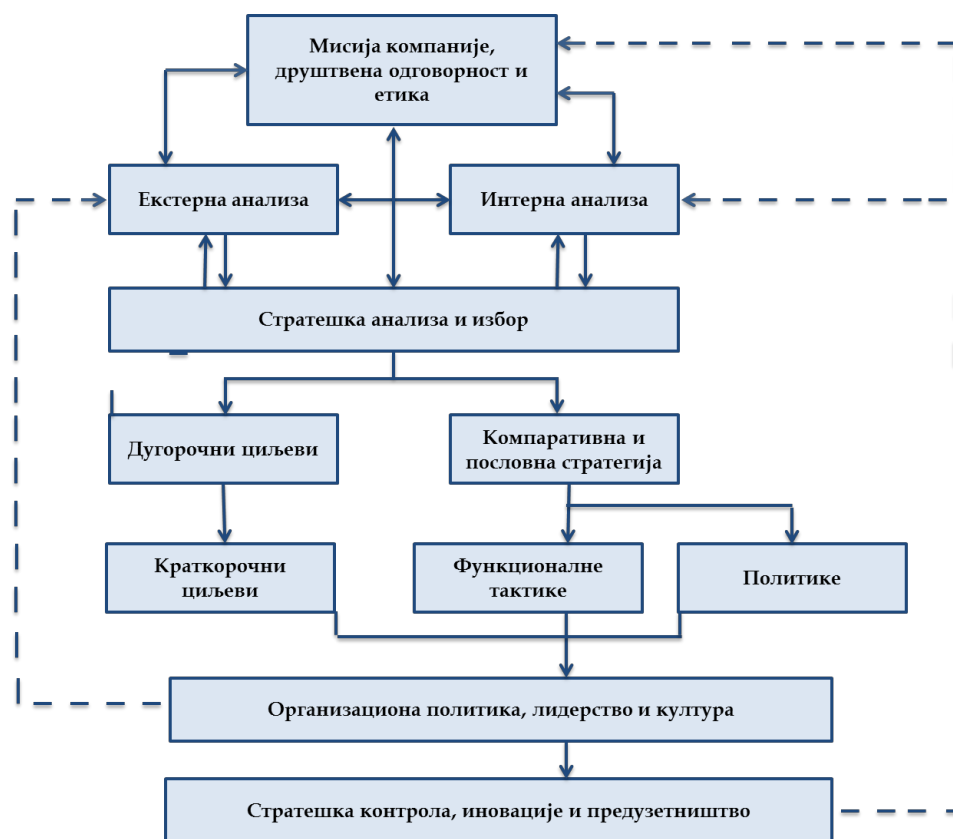 Мисија компаније,
друштвена одговорност и
етика
Екстерна анализа
Интерна анализа
Стратешка анализа и избор
Дугорочни циљеви
Компаративна и
пословна стратегија
Краткорочни
циљеви
Функционалне
тактике
Политике
Организациона политика, лидерство и култура
Стратешка контрола, иновације и предузетништво